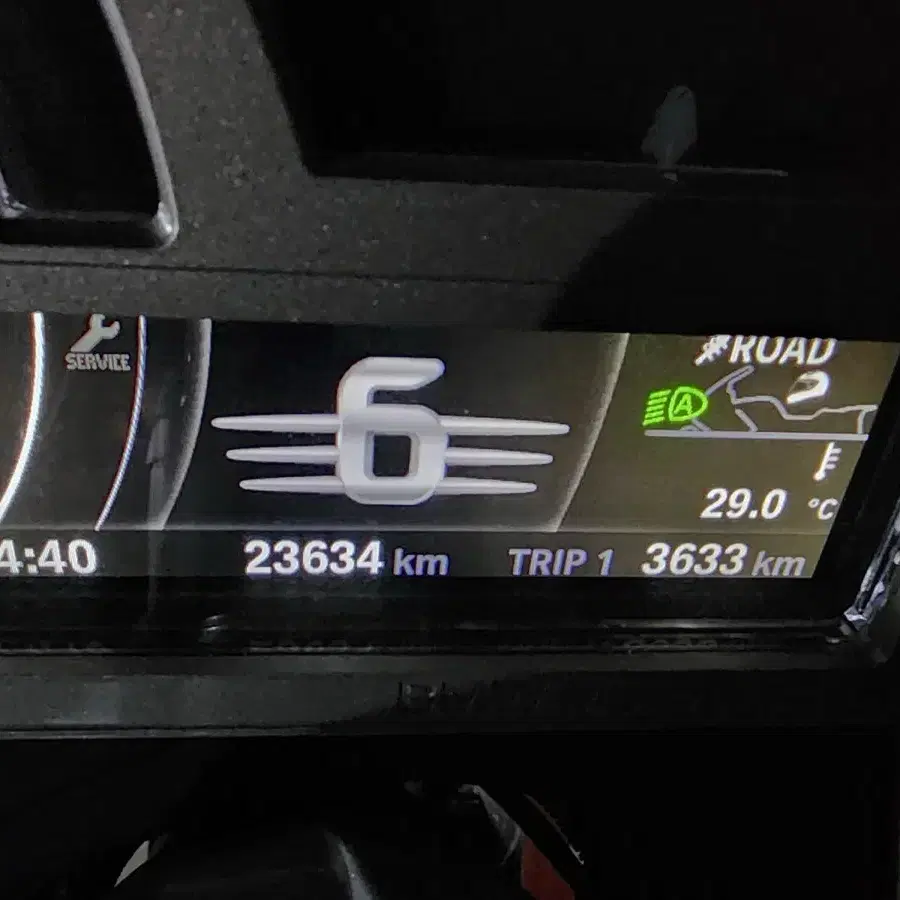 SERVICE
ROAD
6
A
29.0 °C
4:40 23634 km TRIP 1 3633 km